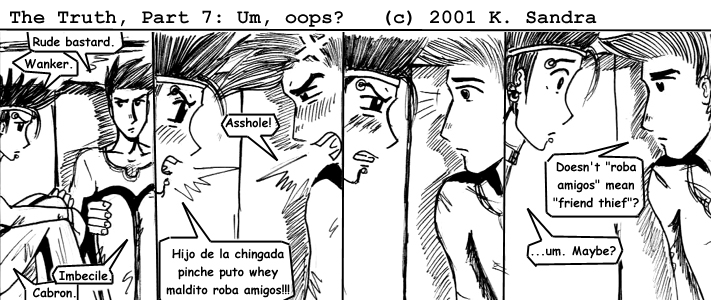 The Truth, Part 7: Um, oops? (c) 2001 K. Sandra
Rude bastard.
Wanker.
Imbecile.
Cabron.
Asshole!
Hijo de la chingada
pinche puto whey
maldito roba amigos!!!
Doesn't "roba
amigos" mean
"friend thief"?
...um. Maybe?